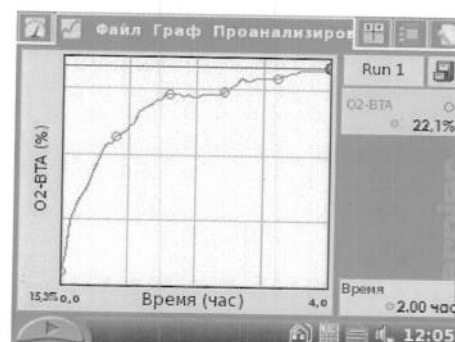 Файл Граф Проанализиров
Run 1
O2-BTA
22,1%
O2-BTA (%)
15,3%
0,0
Время (час)
4,0
Время
2.00 час
12:05